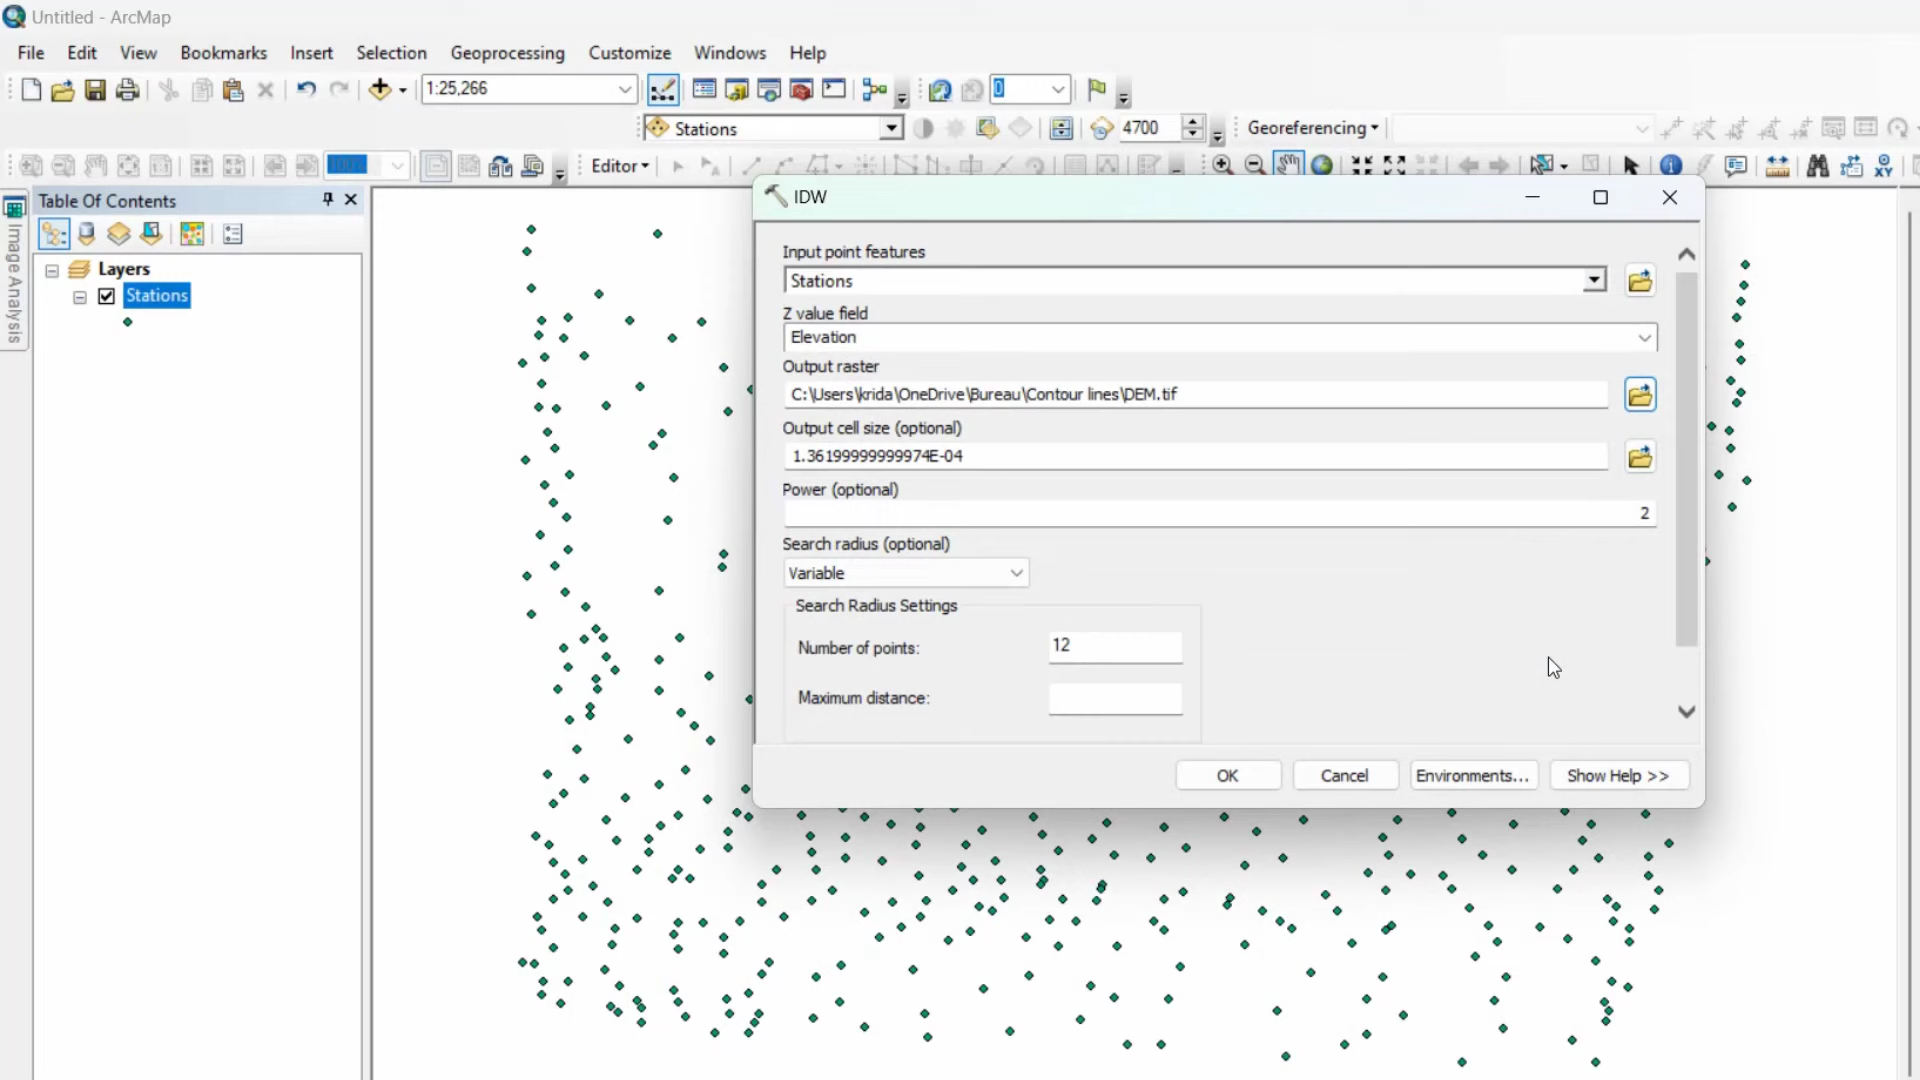 Untitled - ArcMap
File Edit View Bookmarks Insert Selection Geoprocessing Customize Windows Help
1:25,266
Stations
4700
Georeferencing
Editor
Image Analysis
Table Of Contents
Layers
Stations
IDW
Input point features
Stations
Z value field
Elevation
Output raster
C:\Users\krida\OneDrive\Bureau\Contour lines\DEM.tif
Output cell size (optional)
1.36199999999974E-04
Power (optional)
2
Search radius (optional)
Variable
Search Radius Settings
Number of points: 12
Maximum distance:
OK Cancel Environments... Show Help >>